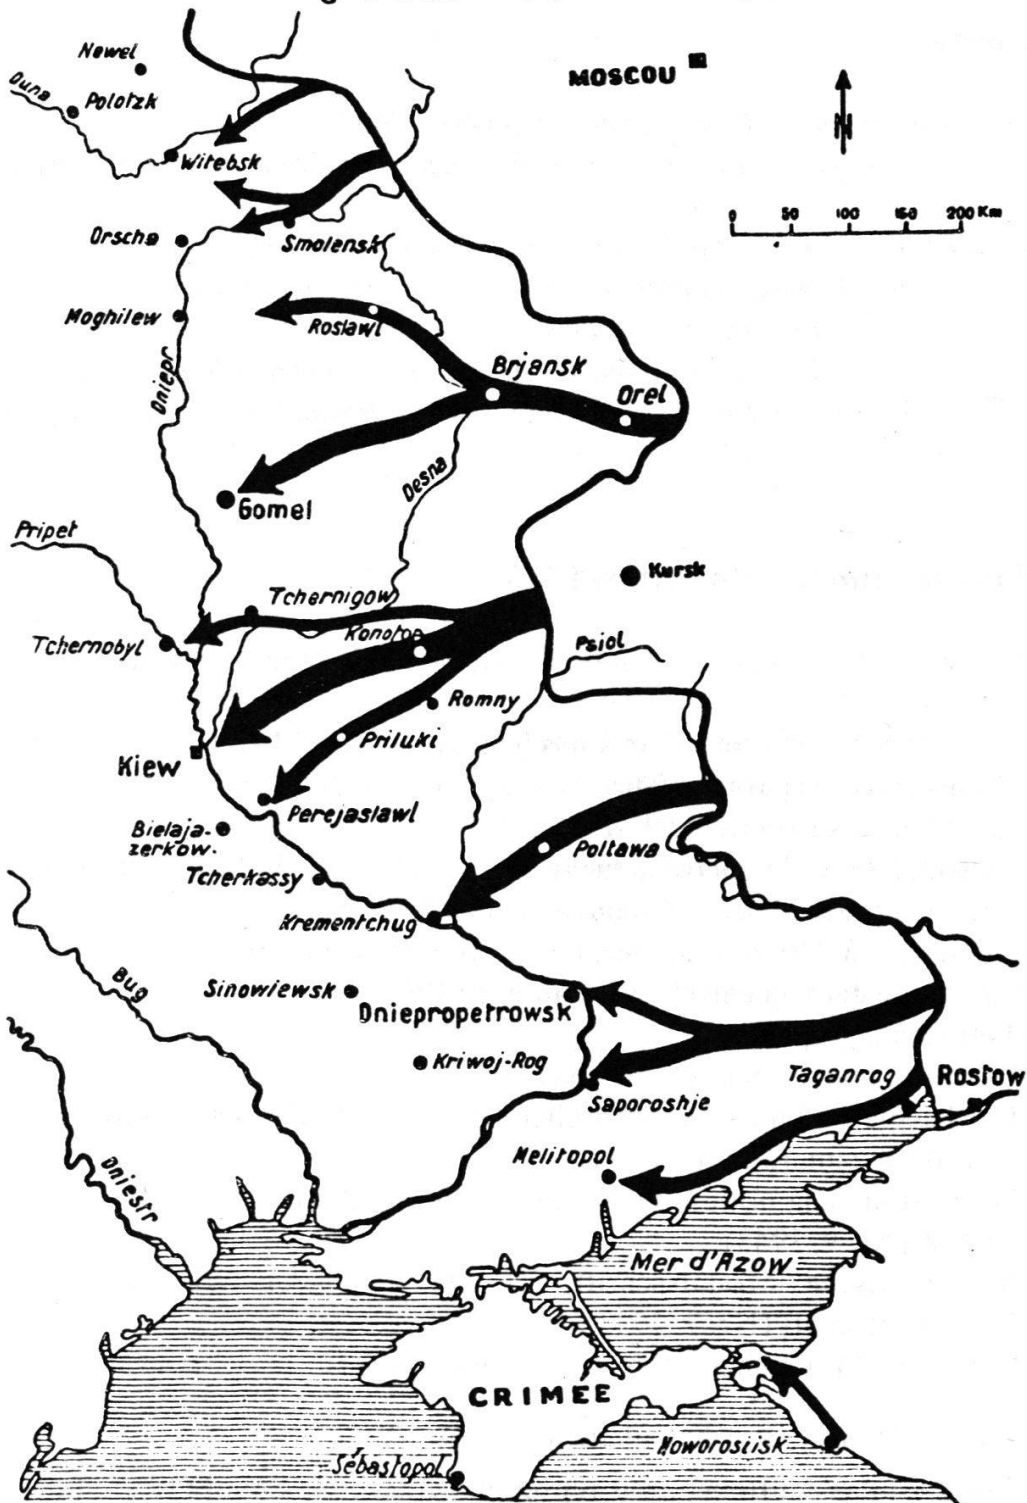 Newel
MOSCOU
Duna
Polotzk
N
Witebsk
0 50 100 150 200 Km
Orscha
Smolensk
Moghilew
Roslawl
Brjansk
Dniepr
Orel
Desna
Gomel
Pripet
Kursk
Tchernigow
Konotop
Tchernobyl
Psiol
Romny
Kiew
Priluki
Perejaslawl
Bielaja-
zerkow.
Poltawa
Tcherkassy
Krementchug
Bug
Sinowiewsk
Dniepropetrowsk
Kriwoj-Rog
Taganrog
Rostow
Saporoshje
Melitopol
Dniestr
Mer d'Azow
CRIMEE
Noworossisk
Sébastopol